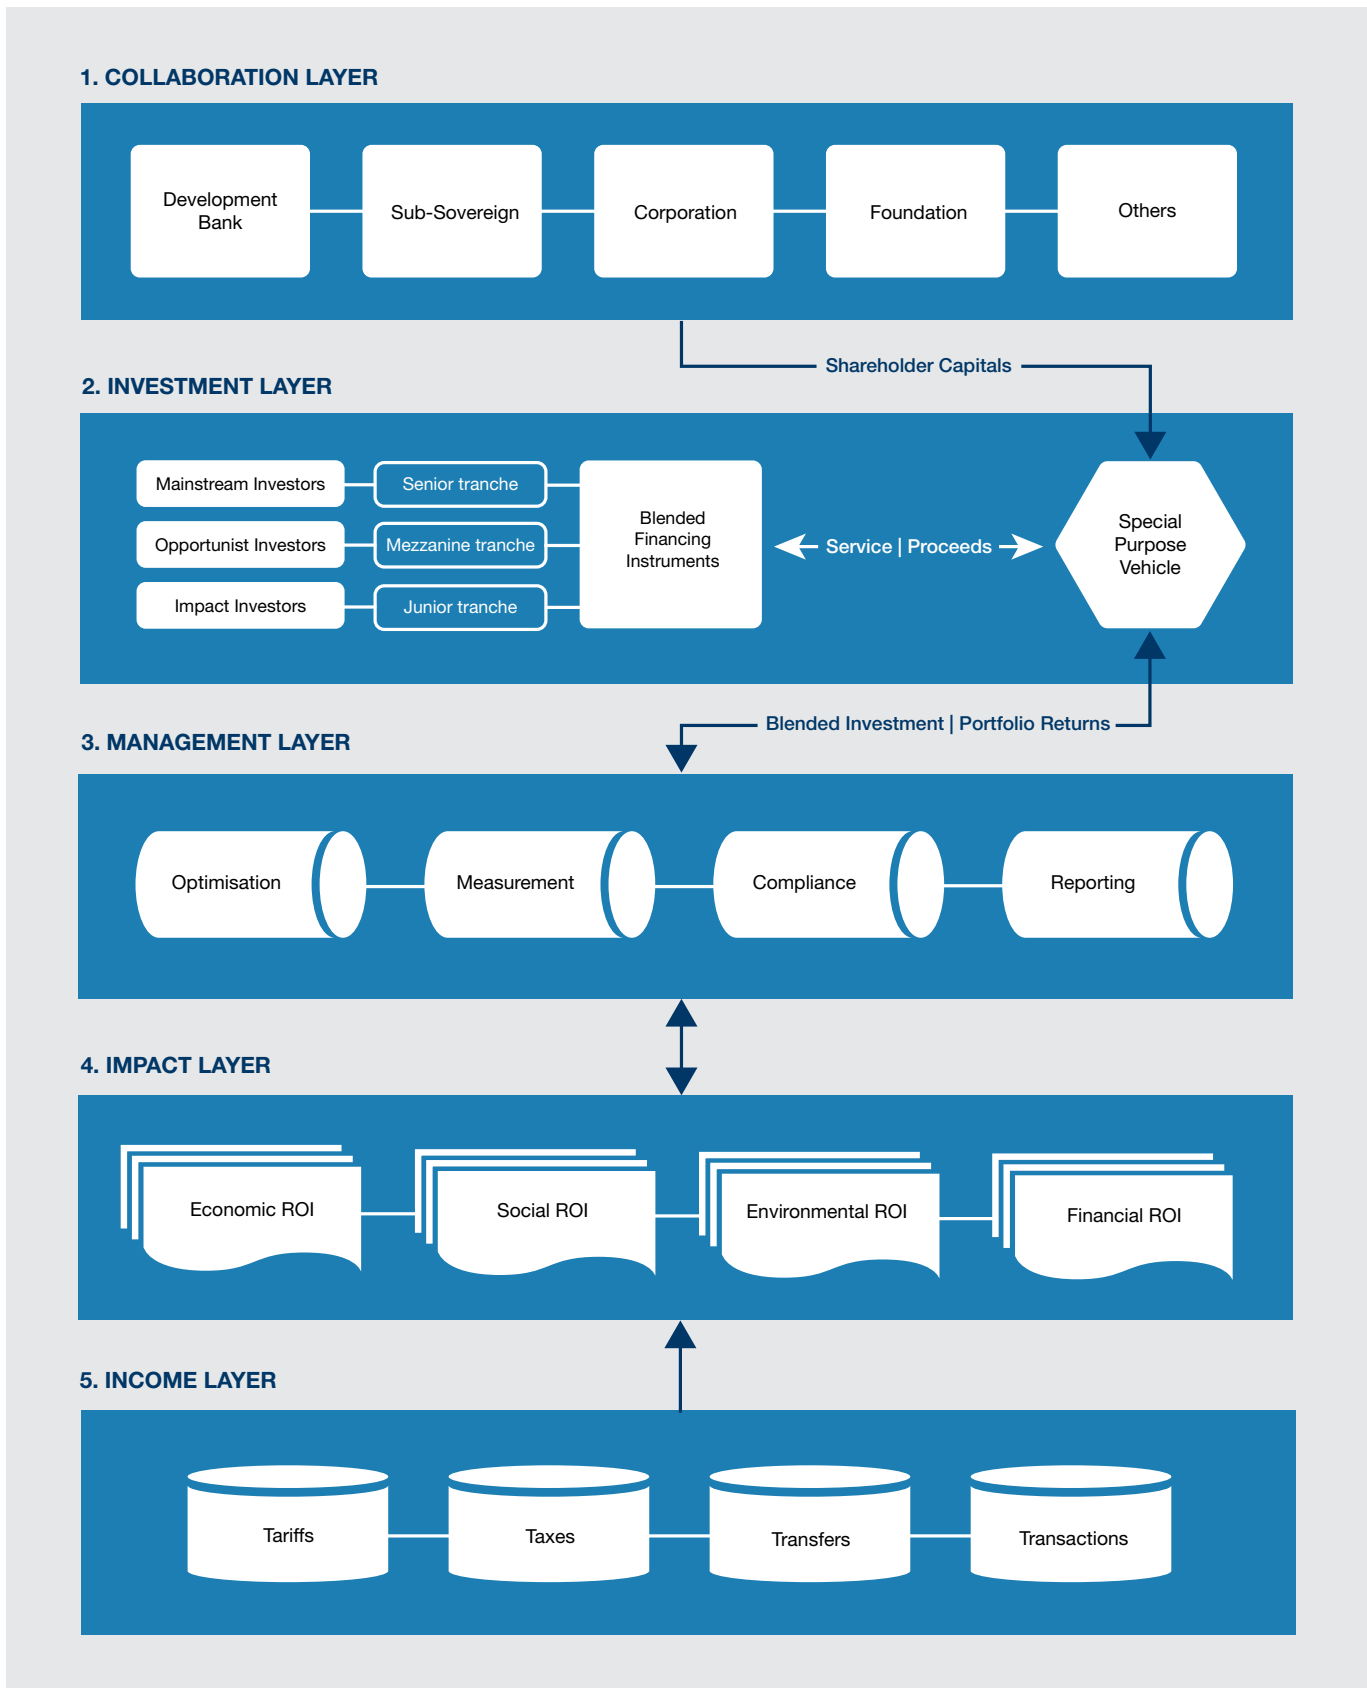 1. COLLABORATION LAYER
Development
Bank
Sub-Sovereign
Corporation
Foundation
Others
Shareholder Capitals
2. INVESTMENT LAYER
Mainstream Investors
Senior tranche
Opportunist Investors
Mezzanine tranche
Impact Investors
Junior tranche
Blended
Financing
Instruments
Service | Proceeds
Special
Purpose
Vehicle
Blended Investment | Portfolio Returns
3. MANAGEMENT LAYER
Optimisation
Measurement
Compliance
Reporting
4. IMPACT LAYER
Economic ROI
Social ROI
Environmental ROI
Financial ROI
5. INCOME LAYER
Tariffs
Taxes
Transfers
Transactions